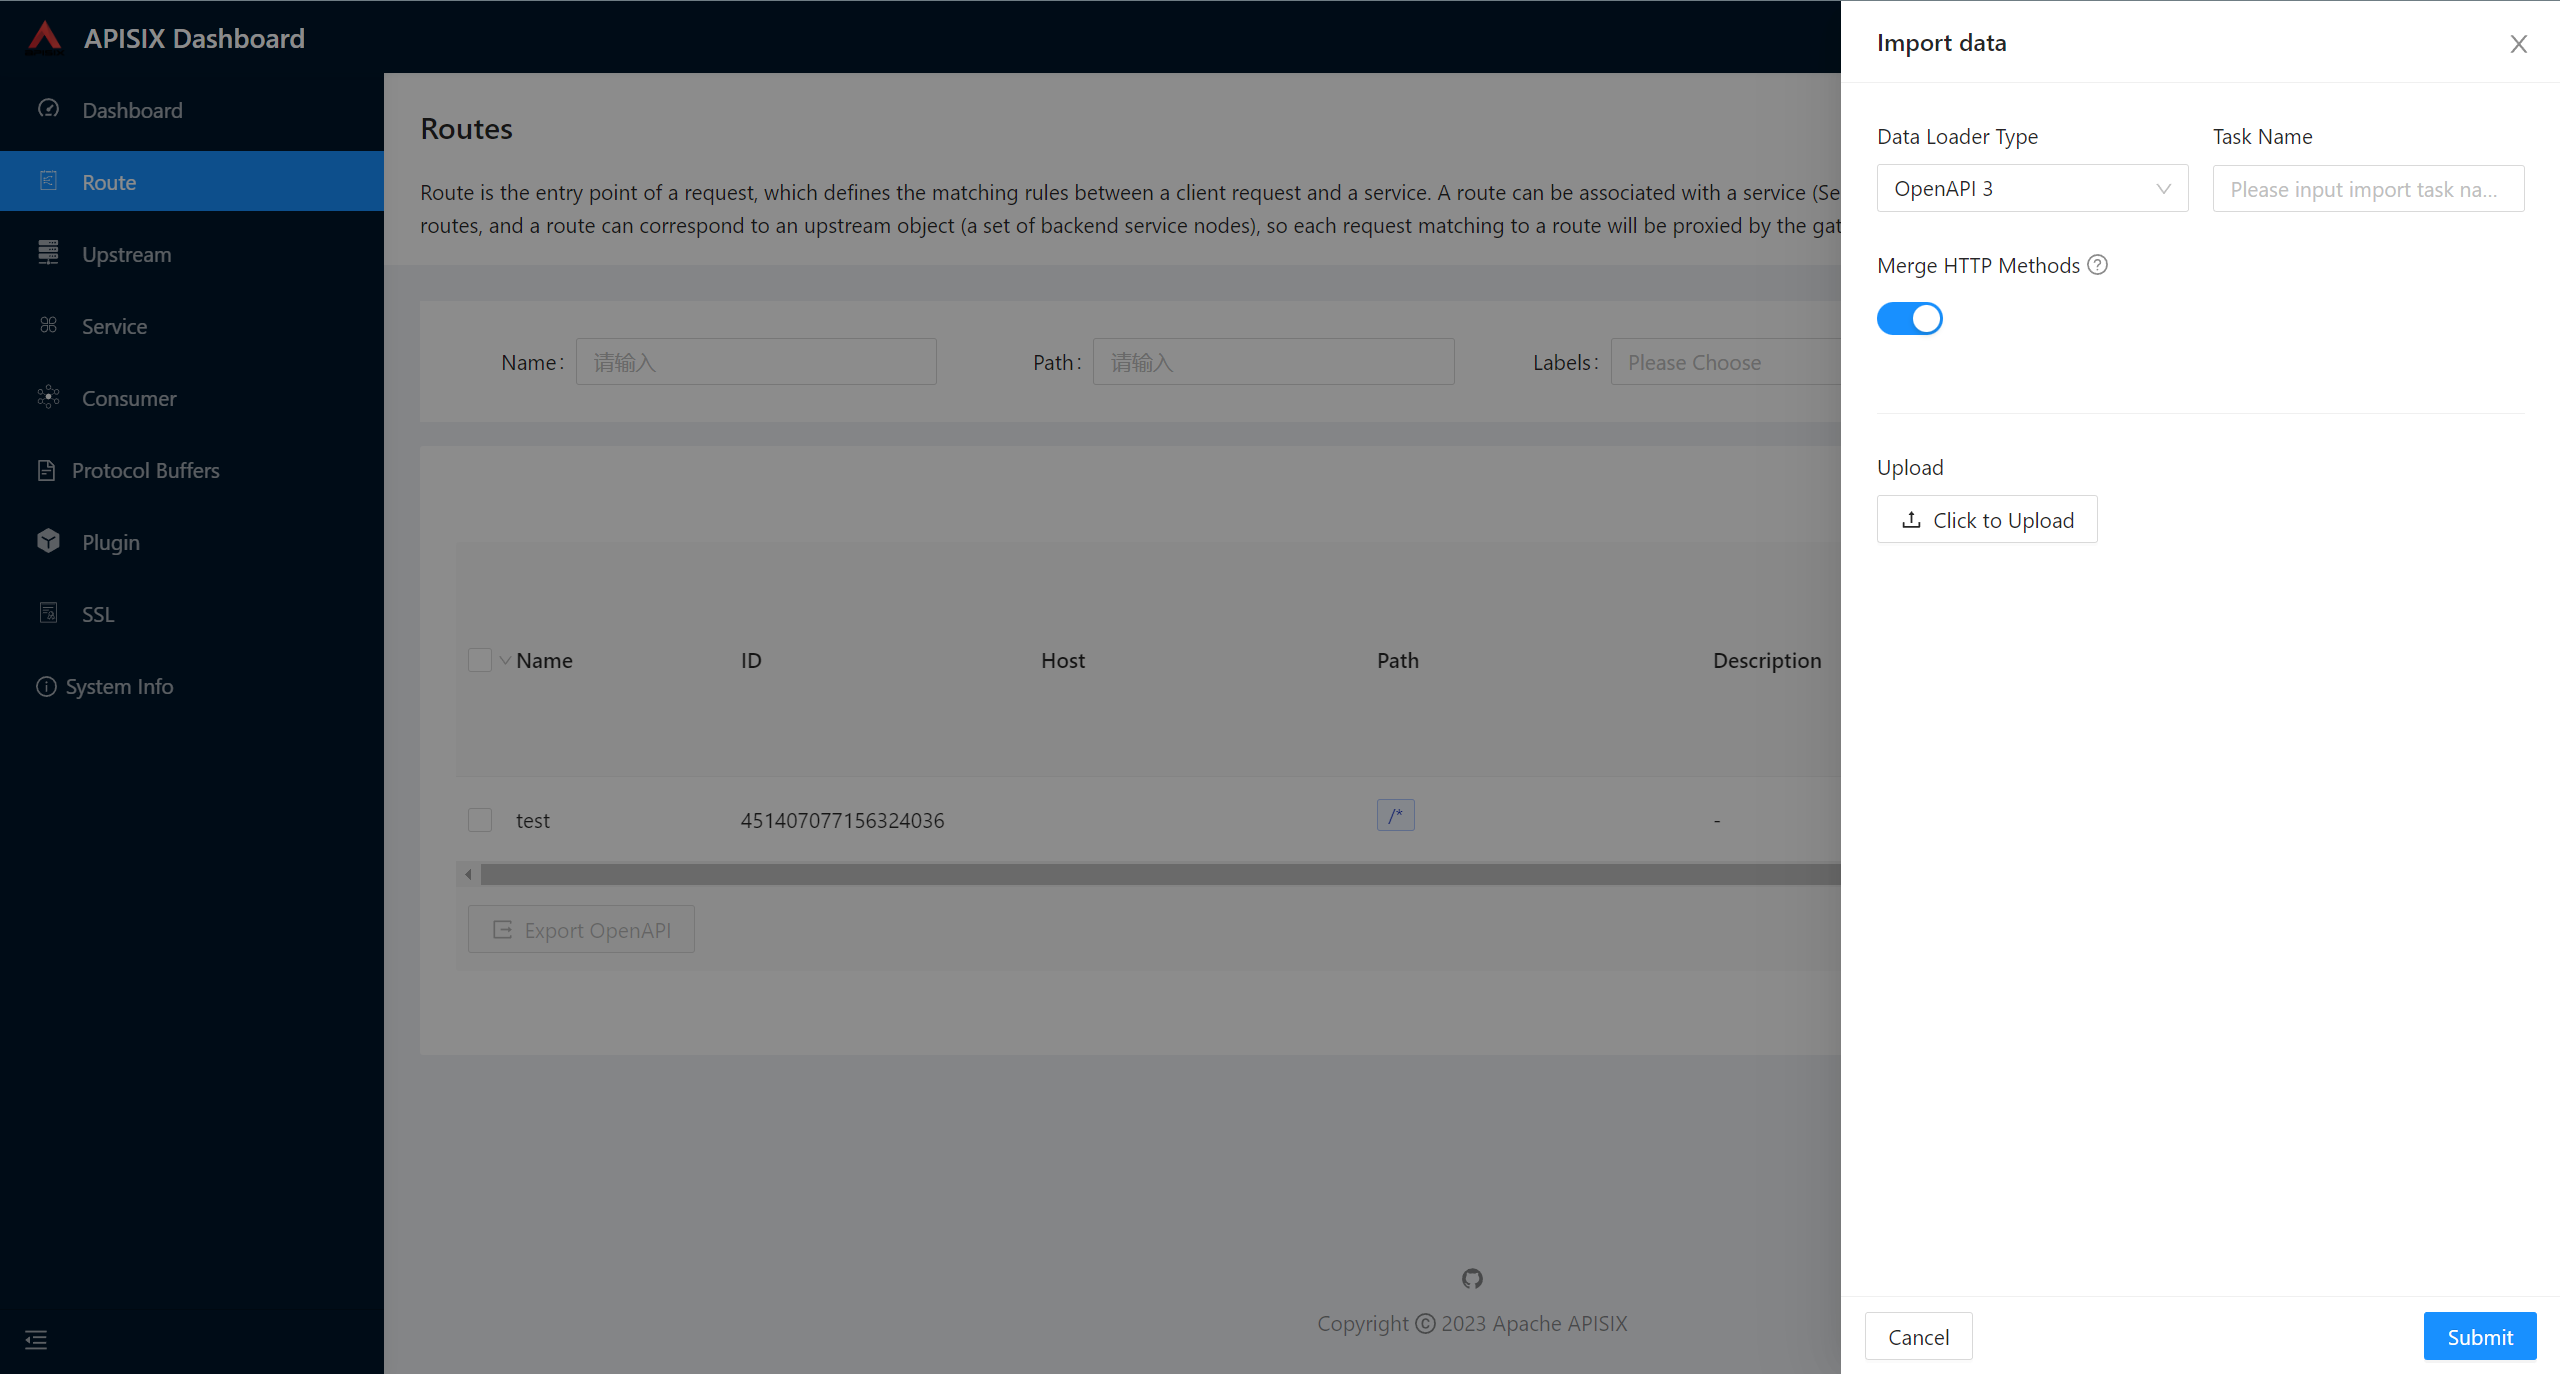 APISIX Dashboard
Dashboard
Route
Upstream
Service
Consumer
Protocol Buffers
Plugin
SSL
System Info
Routes
Route is the entry point of a request, which defines the matching rules between a client request and a service. A route can be associated with a service (Se
routes, and a route can correspond to an upstream object (a set of backend service nodes), so each request matching to a route will be proxied by the gat
Name: 请输入 Path: 请输入 Labels: Please Choose
Name ID Host Path Description
test 451407077156324036 /* -
Export OpenAPI
Copyright © 2023 Apache APISIX
Import data
Data Loader Type Task Name
OpenAPI 3 Please input import task na...
Merge HTTP Methods
Upload
Click to Upload
Cancel Submit